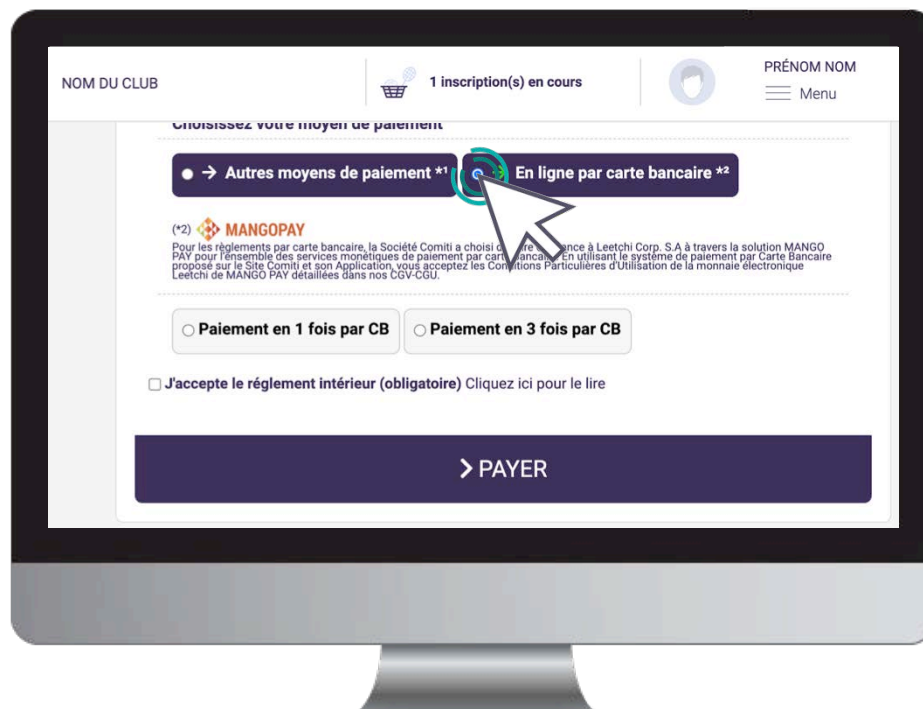 NOM DU CLUB
1 inscription(s) en cours
PRÉNOM NOM
Menu
Choisissez votre moyen de paiement
→ Autres moyens de paiement *¹
En ligne par carte bancaire *²
(*2) MANGOPAY
Pour les règlements par carte bancaire, la Société Comiti a choisi de faire confiance à Leetchi Corp. S.A à travers la solution MANGO
PAY pour l'ensemble des services monétiques de paiement par carte bancaire. En utilisant le système de paiement par Carte Bancaire
proposé sur le Site Comiti et son Application, vous acceptez les Conditions Particulières d'Utilisation de la monnaie électronique
Leetchi de MANGO PAY détaillées dans nos CGV-CGU.
Paiement en 1 fois par CB
Paiement en 3 fois par CB
J'accepte le réglement intérieur (obligatoire) Cliquez ici pour le lire
> PAYER